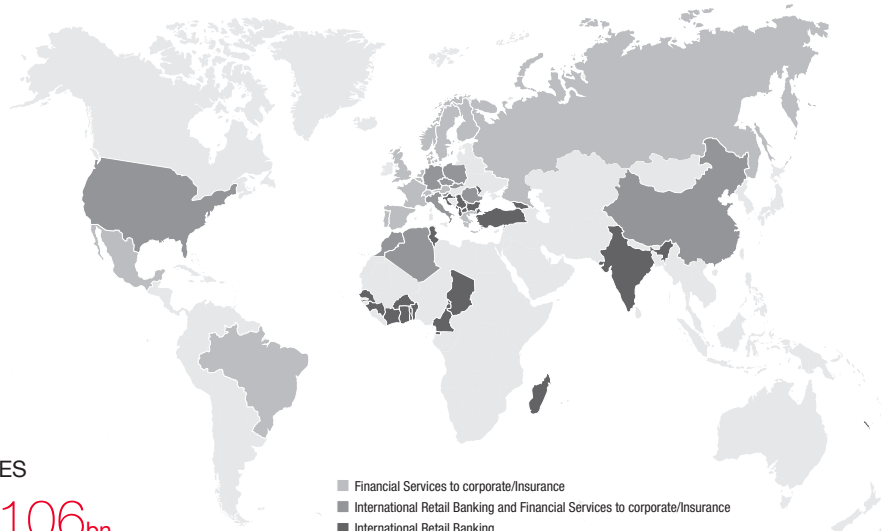 ES
106bn
Financial Services to corporate/Insurance
International Retail Banking and Financial Services to corporate/Insurance
International Retail Banking